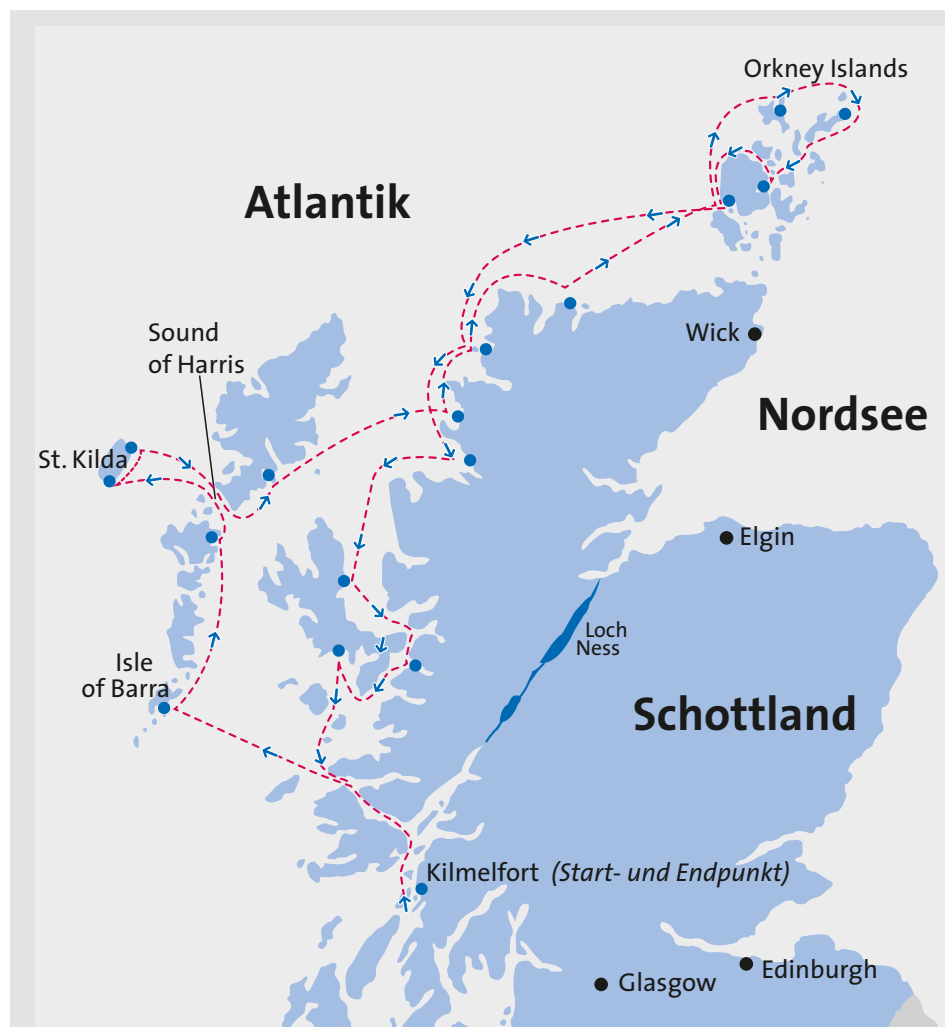 Orkney Islands
Atlantik
Sound
of Harris
Wick
Nordsee
St. Kilda
Elgin
Loch
Ness
Isle
of Barra
Schottland
Kilmelfort (Start- und Endpunkt)
Edinburgh
Glasgow